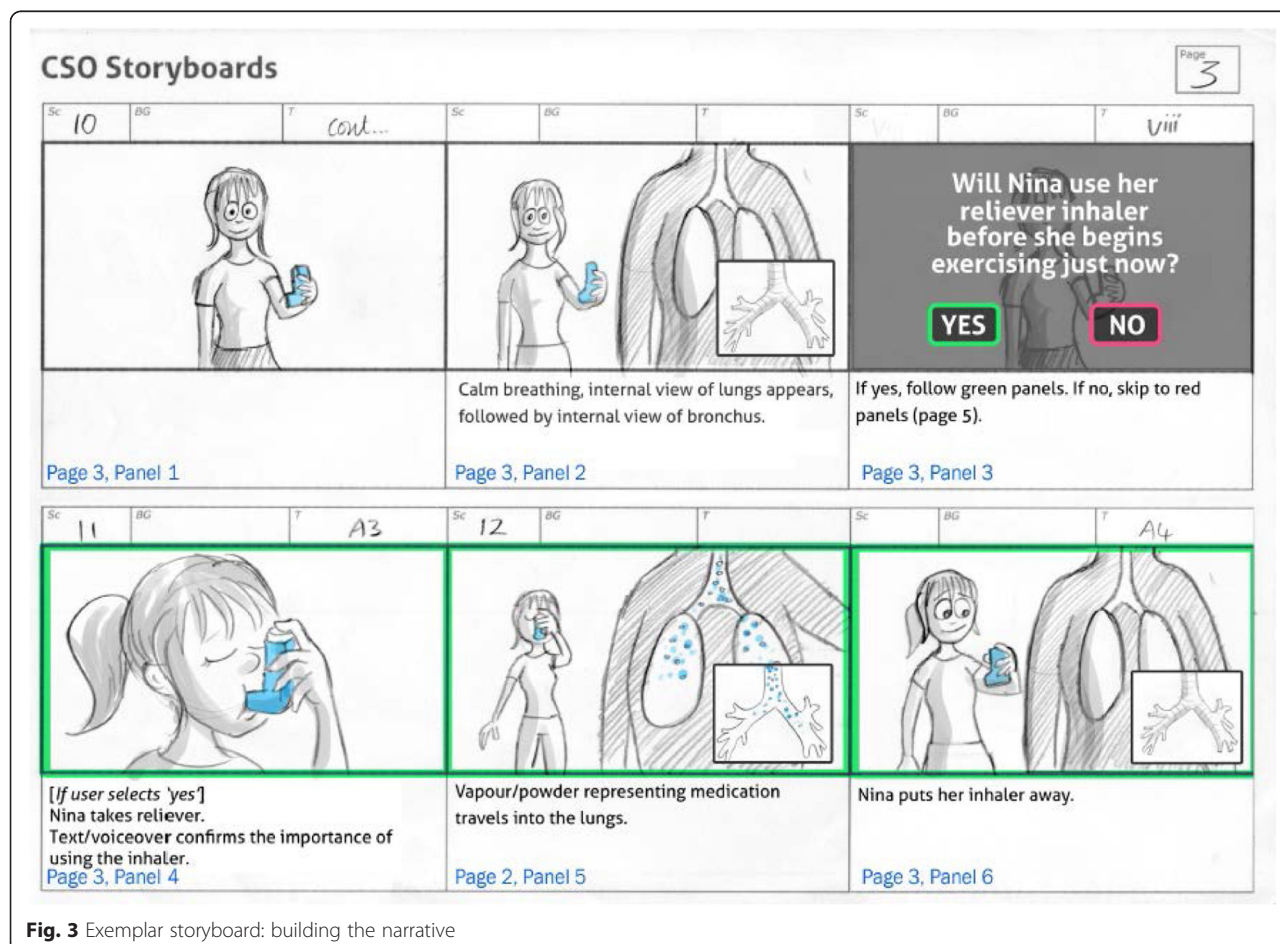 CSO Storyboards
Page
3
Sc 10 BG T cont...
Sc BG T
Sc BG T viii
Will Nina use her
reliever inhaler
before she begins
exercising just now?
YES NO
Calm breathing, internal view of lungs appears,
followed by internal view of bronchus.
If yes, follow green panels. If no, skip to red
panels (page 5).
Page 3, Panel 1
Page 3, Panel 2
Page 3, Panel 3
Sc 11 BG T A3
Sc 12 BG T
Sc BG T A4
[If user selects 'yes']
Nina takes reliever.
Text/voiceover confirms the importance of
using the inhaler.
Page 3, Panel 4
Vapour/powder representing medication
travels into the lungs.
Page 2, Panel 5
Nina puts her inhaler away.
Page 3, Panel 6
Fig. 3 Exemplar storyboard: building the narrative